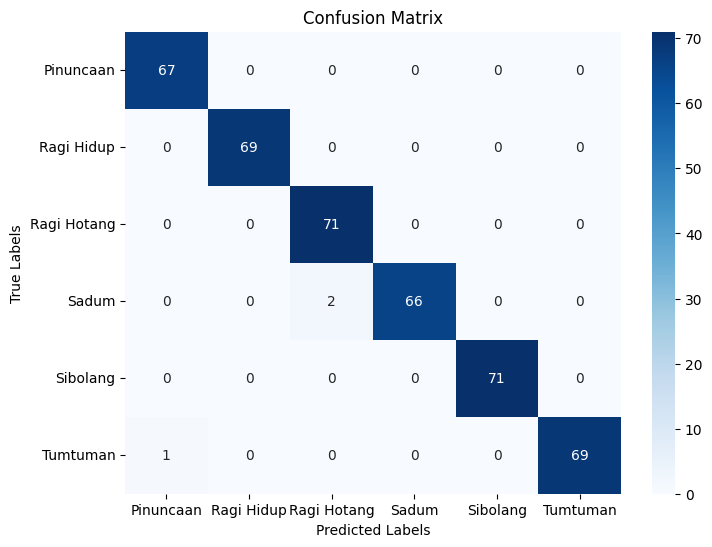 Confusion Matrix
True Labels
Pinuncaan 67 0 0 0 0 0
Ragi Hidup 0 69 0 0 0 0
Ragi Hotang 0 0 71 0 0 0
Sadum 0 0 2 66 0 0
Sibolang 0 0 0 0 71 0
Tumtuman 1 0 0 0 0 69
Pinuncaan Ragi Hidup Ragi Hotang Sadum Sibolang Tumtuman
Predicted Labels
70
60
50
40
30
20
10
0